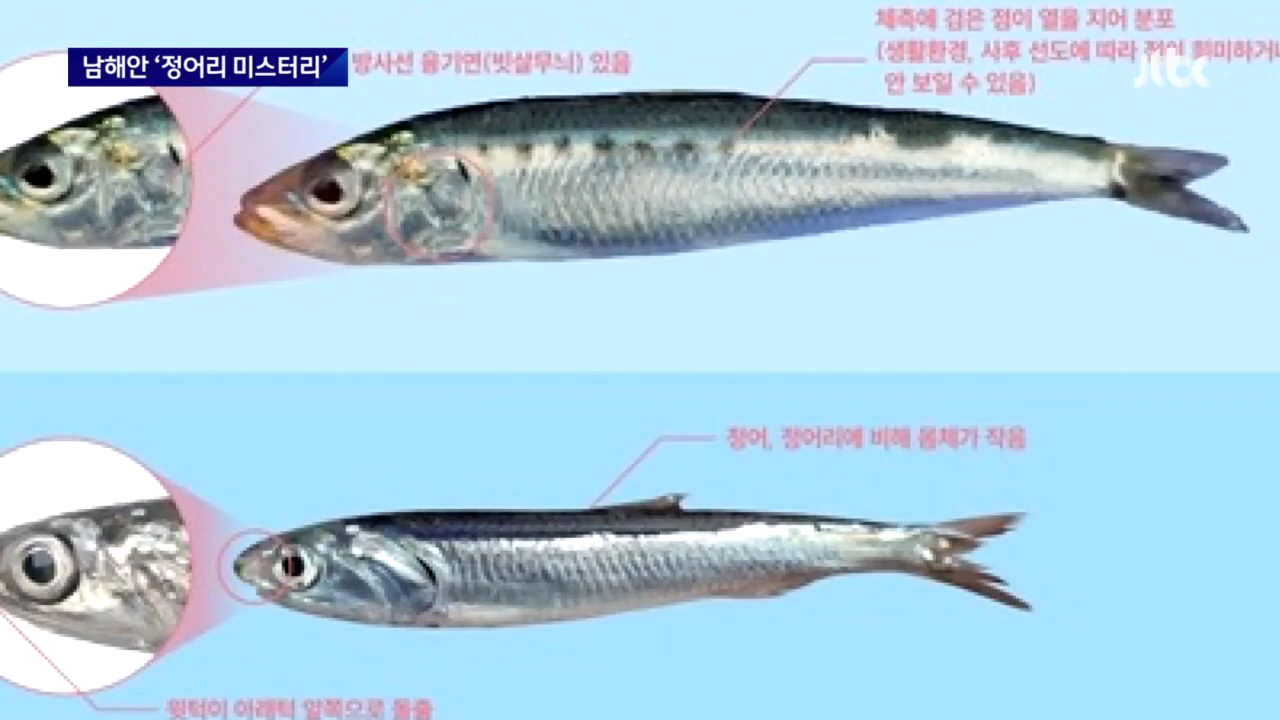 체측에 검은 점이 열을 지어 분포
남해안 '정어리 미스터리'
방사선 융기연(빗살무늬) 있음
(생활환경, 사후 선도에 따라 점이 희미하거나
안 보일 수 있음)
jtbc
청어, 정어리에 비해 몸체가 작음
윗턱이 아래턱 앞쪽으로 돌출